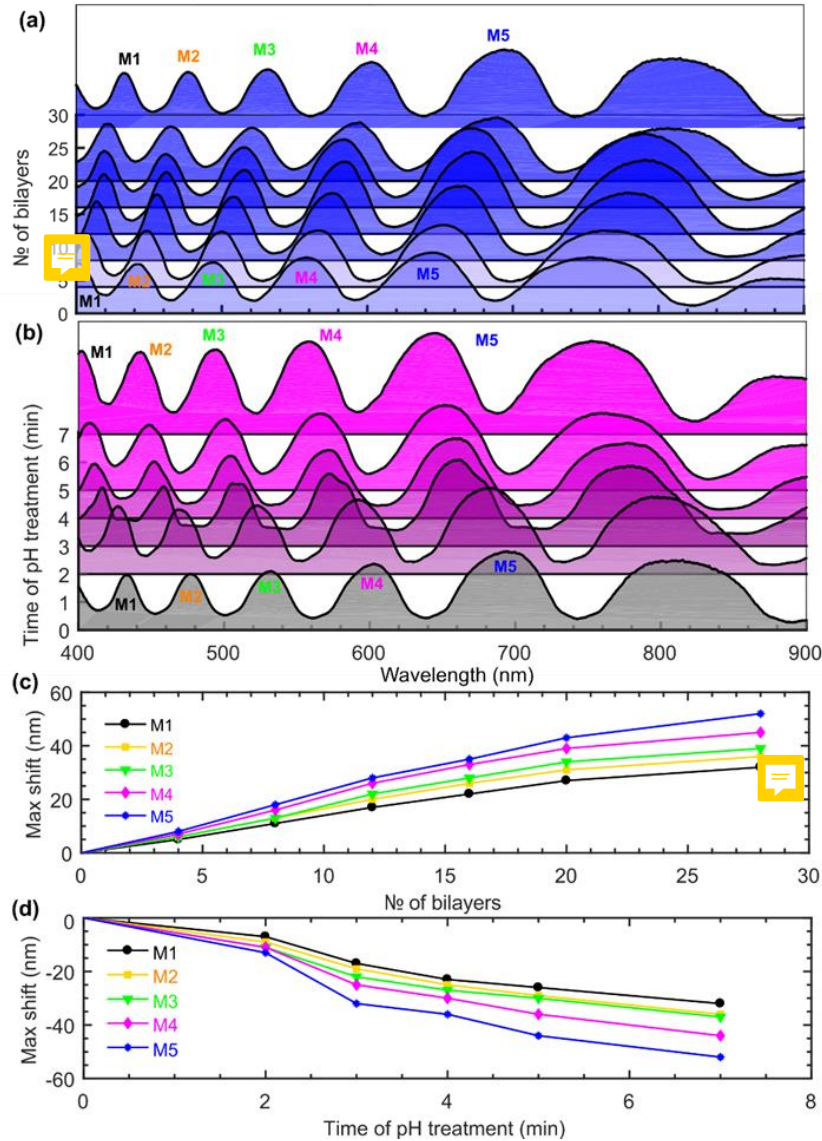 (a)
M1
M2
M3
M4
M5
30
25
20
15
10
5
0
№ of bilayers
M1
M2
M3
M4
M5
(b)
M1
M2
M3
M4
M5
7
6
5
4
3
2
1
0
Time of pH treatment (min)
M1
M2
M3
M4
M5
400
500
600
700
800
900
Wavelength (nm)
(c)
60
40
20
0
Max shift (nm)
M1
M2
M3
M4
M5
0
5
10
15
20
25
30
№ of bilayers
(d)
0
-20
-40
-60
Max shift (nm)
M1
M2
M3
M4
M5
0
2
4
6
8
Time of pH treatment (min)